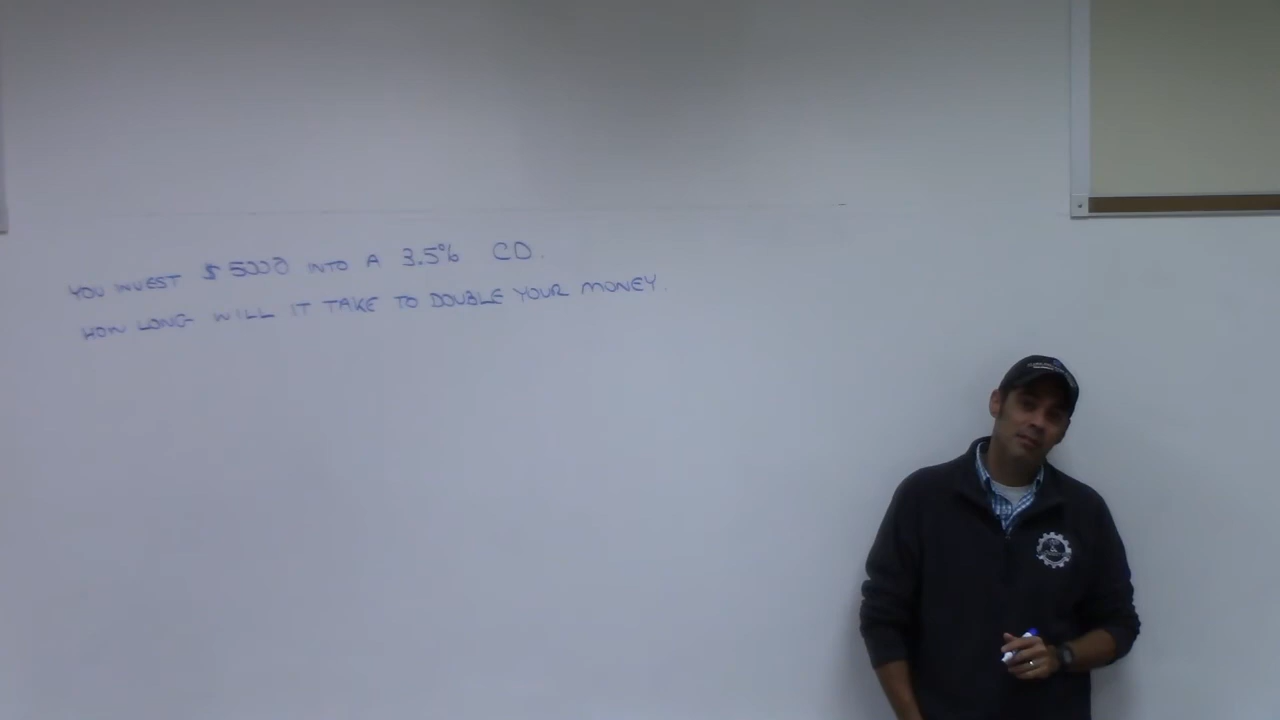 YOU INVEST $5000 INTO A 3.5% CD.
HOW LONG WILL IT TAKE TO DOUBLE YOUR MONEY.